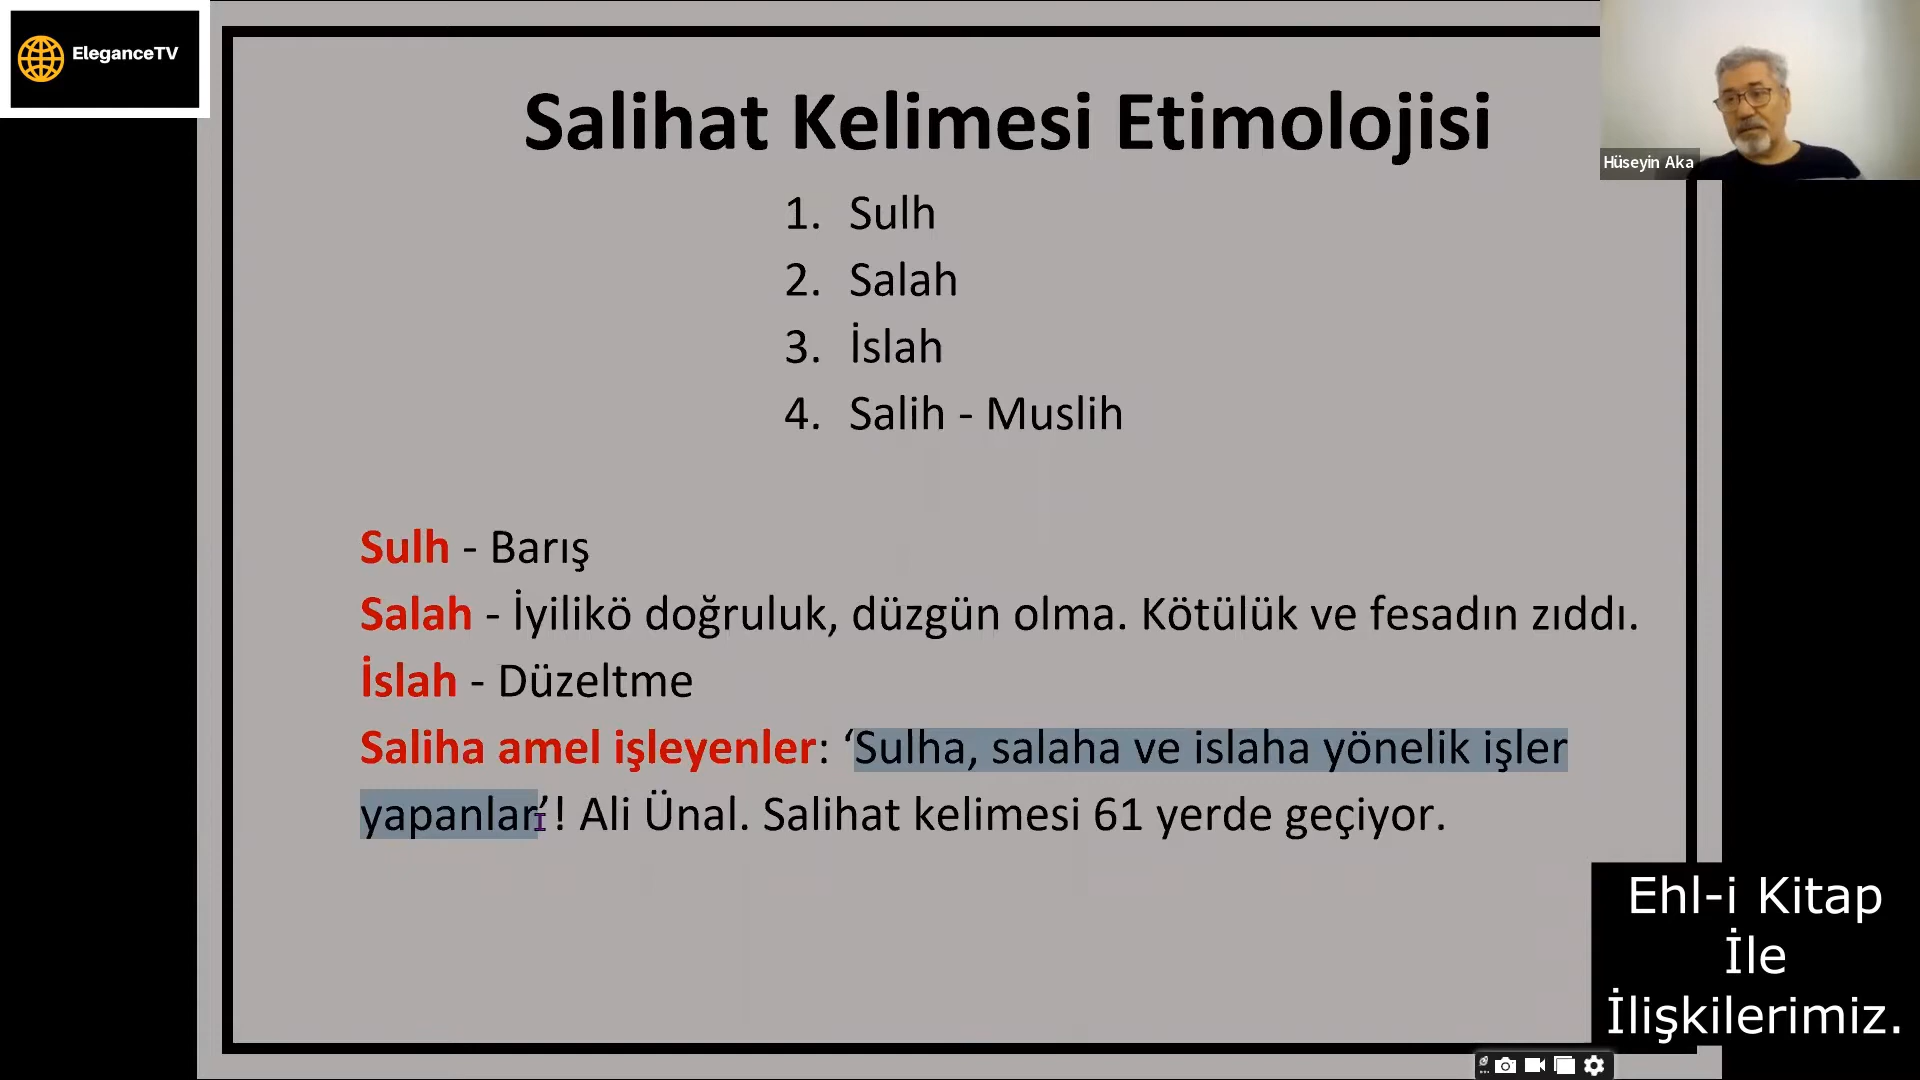 EleganceTV
Salihat Kelimesi Etimolojisi
Hüseyin Aka
1. Sulh
2. Salah
3. İslah
4. Salih - Muslih
Sulh - Barış
Salah - İyilikö doğruluk, düzgün olma. Kötülük ve fesadın zıddı.
İslah - Düzeltme
Saliha amel işleyenler: ‘Sulha, salaha ve islaha yönelik işler
yapanlar’! Ali Ünal. Salihat kelimesi 61 yerde geçiyor.
Ehl-i Kitap
İle
İlişkilerimiz.